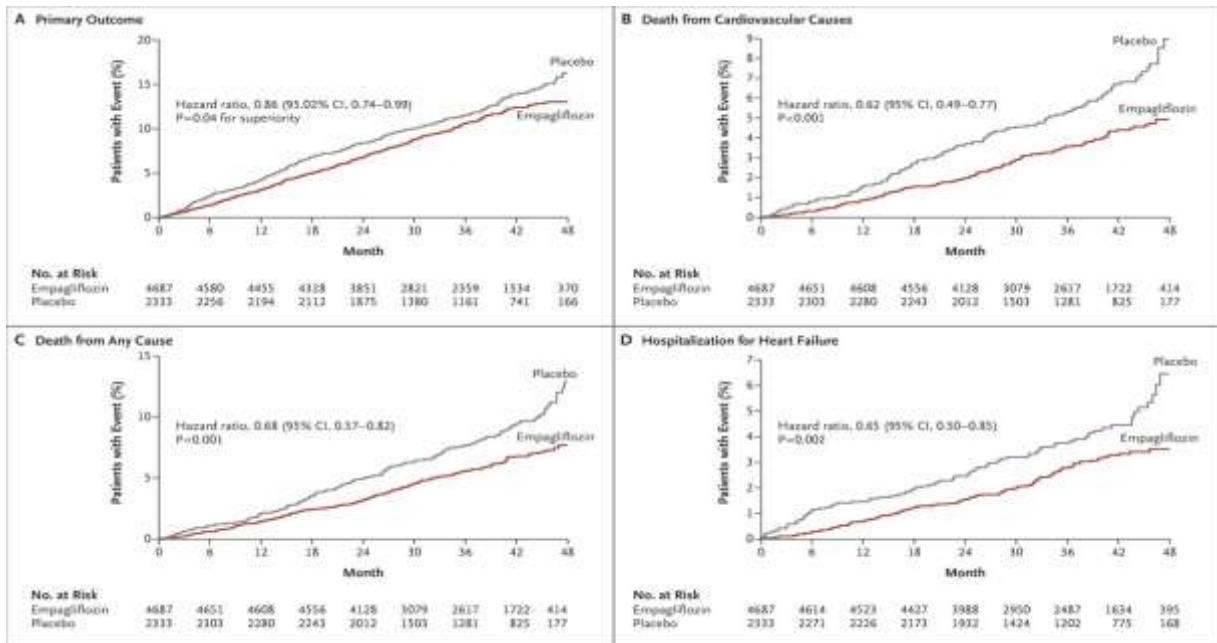 A Primary Outcome
20
15
10
5
0
Patients with Event (%)
Placebo
Hazard ratio, 0.86 (95.02% CI, 0.74–0.99)
P=0.04 for superiority
Empagliflozin
0 6 12 18 24 30 36 42 48
Month
No. at Risk
Empagliflozin 4687 4580 4455 4328 3851 2821 2359 1534 370
Placebo 2333 2256 2194 2112 1875 1380 1161 741 166
B Death from Cardiovascular Causes
9
8
7
6
5
4
3
2
1
0
Patients with Event (%)
Placebo
Hazard ratio, 0.62 (95% CI, 0.49–0.77)
P<0.001
Empagliflozin
0 6 12 18 24 30 36 42 48
Month
No. at Risk
Empagliflozin 4687 4651 4608 4556 4128 3079 2617 1722 414
Placebo 2333 2303 2280 2243 2012 1503 1281 825 177
C Death from Any Cause
15
10
5
0
Patients with Event (%)
Placebo
Hazard ratio, 0.68 (95% CI, 0.57–0.82)
P<0.001
Empagliflozin
0 6 12 18 24 30 36 42 48
Month
No. at Risk
Empagliflozin 4687 4651 4608 4556 4128 3079 2617 1722 414
Placebo 2333 2303 2280 2243 2012 1503 1281 825 177
D Hospitalization for Heart Failure
7
6
5
4
3
2
1
0
Patients with Event (%)
Placebo
Hazard ratio, 0.65 (95% CI, 0.50–0.85)
P=0.002
Empagliflozin
0 6 12 18 24 30 36 42 48
Month
No. at Risk
Empagliflozin 4687 4614 4523 4427 3988 2950 2487 1634 395
Placebo 2333 2271 2226 2173 1932 1424 1202 775 168